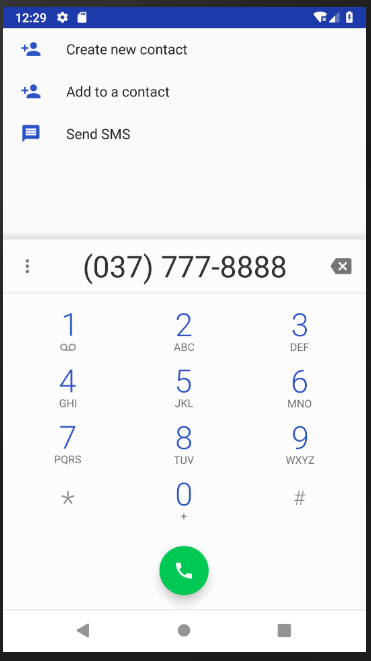 12:29
Create new contact
Add to a contact
Send SMS
(037) 777-8888
1 2 3
ABC DEF
4 5 6
GHI JKL MNO
7 8 9
PQRS TUV WXYZ
* 0 #
+